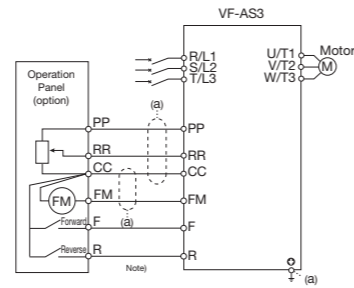 VF-AS3
R/L1
S/L2
T/L3
U/T1
V/T2
W/T3
Motor
M
Operation
Panel
(option)
(a)
PP
PP
RR
RR
CC
CC
FM
FM
FM
(a)
Forward
F
F
Reverse
R
R
Note)
(a)